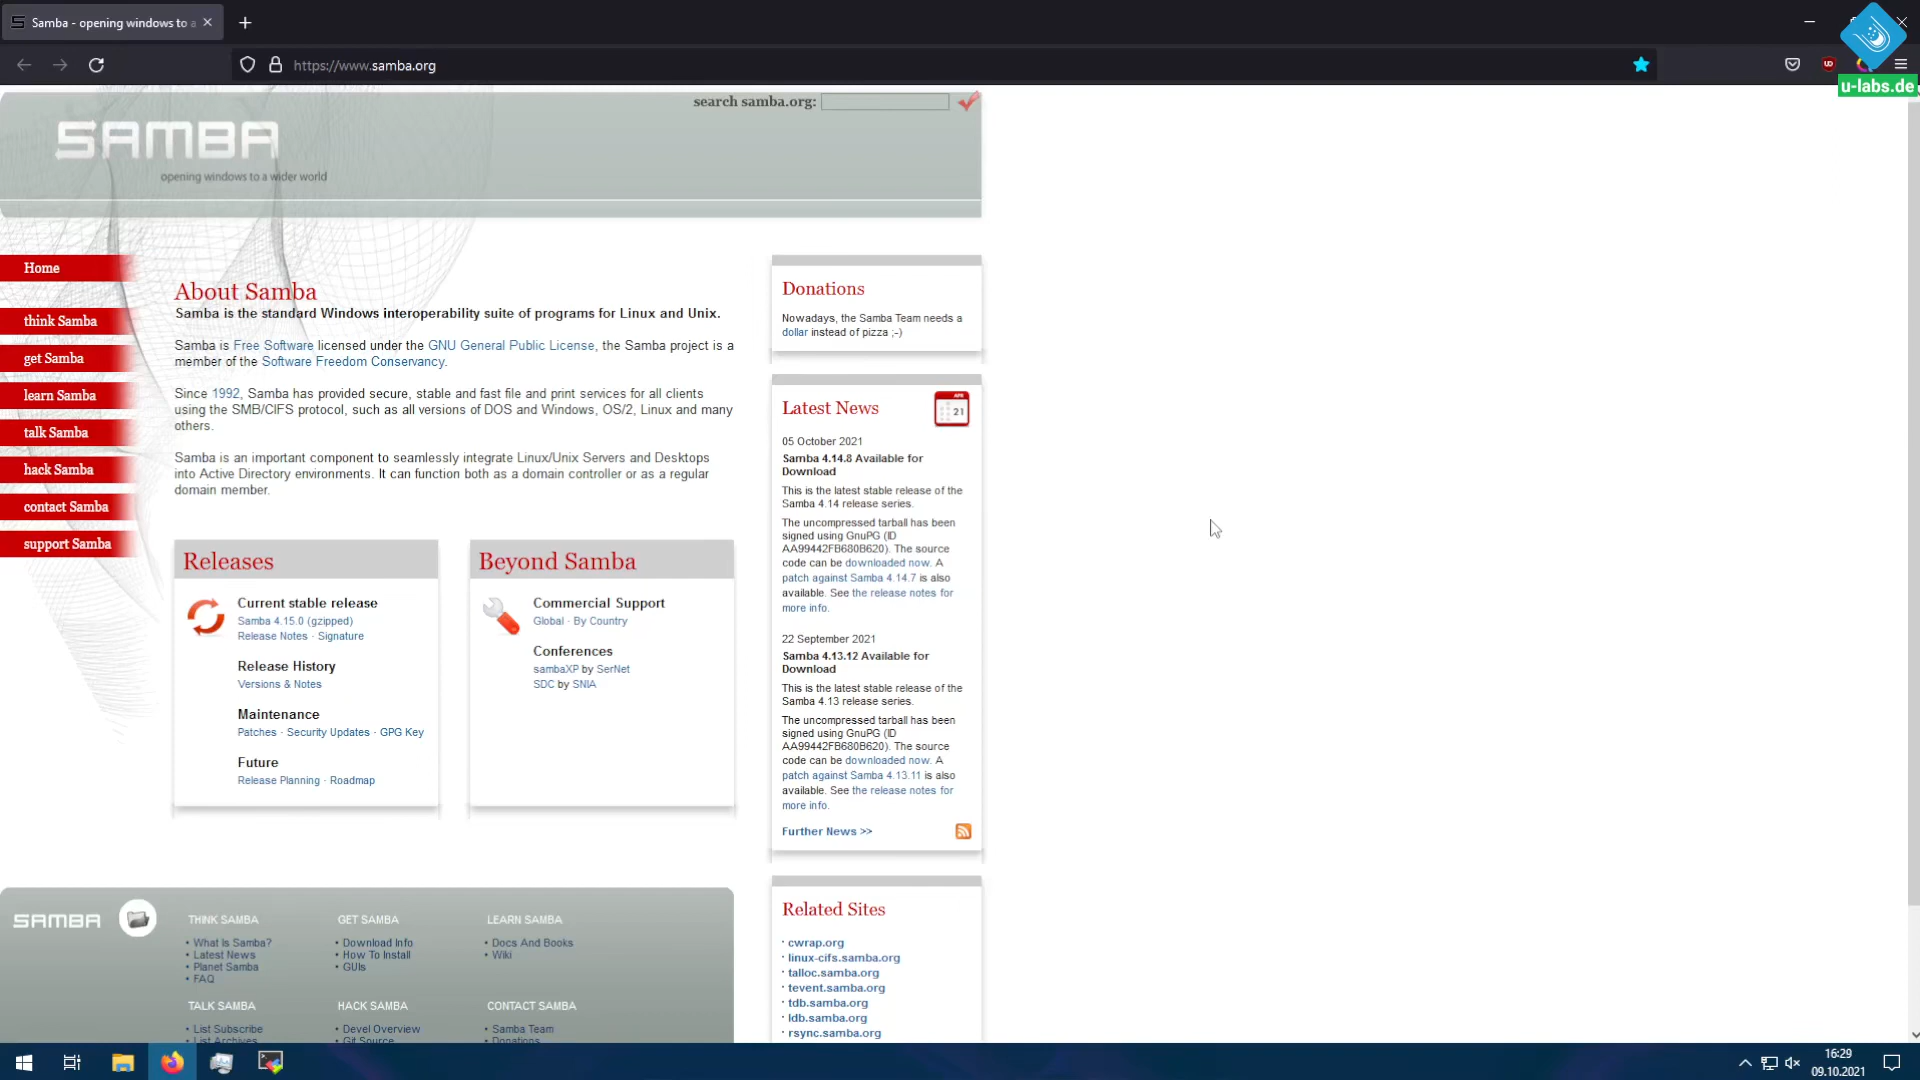 Samba - opening windows to a
u-labs.de
https://www.samba.org
search samba.org:
SAMBA
opening windows to a wider world
Home
think Samba
get Samba
learn Samba
talk Samba
hack Samba
contact Samba
support Samba
About Samba
Samba is the standard Windows interoperability suite of programs for Linux and Unix.
Samba is Free Software licensed under the GNU General Public License, the Samba project is a
member of the Software Freedom Conservancy.
Since 1992, Samba has provided secure, stable and fast file and print services for all clients
using the SMB/CIFS protocol, such as all versions of DOS and Windows, OS/2, Linux and many
others.
Samba is an important component to seamlessly integrate Linux/Unix Servers and Desktops
into Active Directory environments. It can function both as a domain controller or as a regular
domain member.
Releases
Current stable release
Samba 4.15.0 (gzipped)
Release Notes · Signature
Release History
Versions & Notes
Maintenance
Patches · Security Updates · GPG Key
Future
Release Planning · Roadmap
Beyond Samba
Commercial Support
Global · By Country
Conferences
sambaXP by SerNet
SDC by SNIA
Donations
Nowadays, the Samba Team needs a
dollar instead of pizza ;-)
Latest News
APR
21
05 October 2021
Samba 4.14.8 Available for
Download
This is the latest stable release of the
Samba 4.14 release series.
The uncompressed tarball has been
signed using GnuPG (ID
AA99442FB680B620). The source
code can be downloaded now. A
patch against Samba 4.14.7 is also
available. See the release notes for
more info.
22 September 2021
Samba 4.13.12 Available for
Download
This is the latest stable release of the
Samba 4.13 release series.
The uncompressed tarball has been
signed using GnuPG (ID
AA99442FB680B620). The source
code can be downloaded now. A
patch against Samba 4.13.11 is also
available. See the release notes for
more info.
Further News >>
Related Sites
· cwrap.org
· linux-cifs.samba.org
· talloc.samba.org
· tevent.samba.org
· tdb.samba.org
· ldb.samba.org
· rsync.samba.org
SAMBA
THINK SAMBA
• What Is Samba?
• Latest News
• Planet Samba
• FAQ
GET SAMBA
• Download Info
• How To Install
• GUIs
LEARN SAMBA
• Docs And Books
• Wiki
TALK SAMBA
• List Subscribe
• List Archives
HACK SAMBA
• Devel Overview
• Git Source
CONTACT SAMBA
• Samba Team
• Donations
16:29
09.10.2021